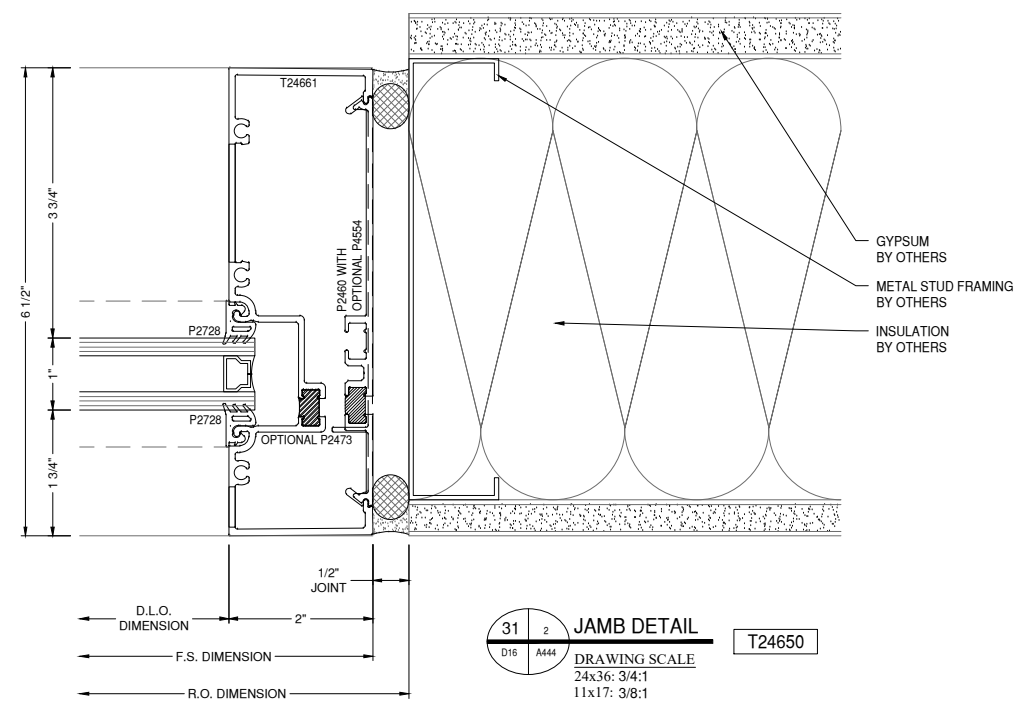 T24661
3 3/4"
6 1/2"
P2460 WITH
OPTIONAL P4554
GYPSUM
BY OTHERS
METAL STUD FRAMING
BY OTHERS
INSULATION
BY OTHERS
P2728
1"
P2728
OPTIONAL P2473
1 3/4"
1/2"
JOINT
D.L.O.
DIMENSION
2"
F.S. DIMENSION
R.O. DIMENSION
31
2
D16
A444
JAMB DETAIL
DRAWING SCALE
24x36: 3/4:1
11x17: 3/8:1
T24650